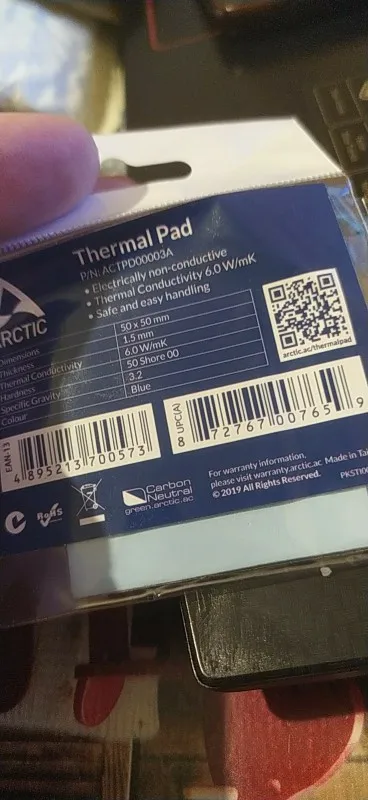 Thermal Pad
P/N: ACTPD00003A
• Electrically non-conductive
• Thermal Conductivity 6.0 W/mK
• Safe and easy handling
ARCTIC
Dimensions 50 x 50 mm
Thickness 1.5 mm
Thermal Conductivity 6.0 W/mK
Hardness 50 Shore 00
Specific Gravity 3.2
Colour Blue
arctic.ac/thermalpad
EAN-13
4 895213 700573
UPC(A)
8 72767 00765 9
RoHS
Carbon
Neutral
green.arctic.ac
For warranty information,
please visit warranty.arctic.ac Made in
© 2019 All Rights Reserved.